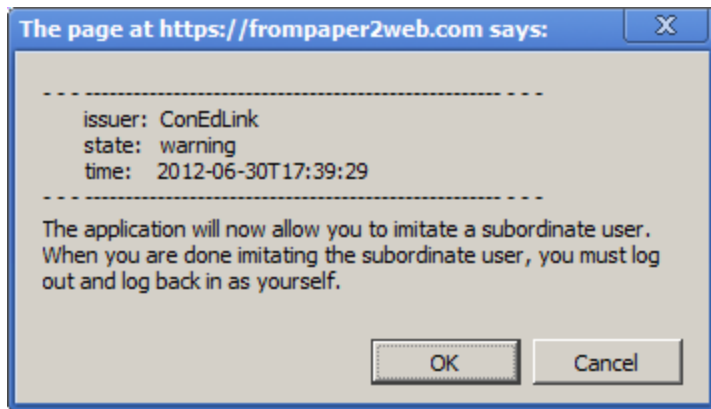 The page at https://frompaper2web.com says:
X
- - - -------------------------------------------------------- - - -
issuer: ConEdLink
state: warning
time: 2012-06-30T17:39:29
- - - -------------------------------------------------------- - - -
The application will now allow you to imitate a subordinate user.
When you are done imitating the subordinate user, you must log
out and log back in as yourself.
OK Cancel